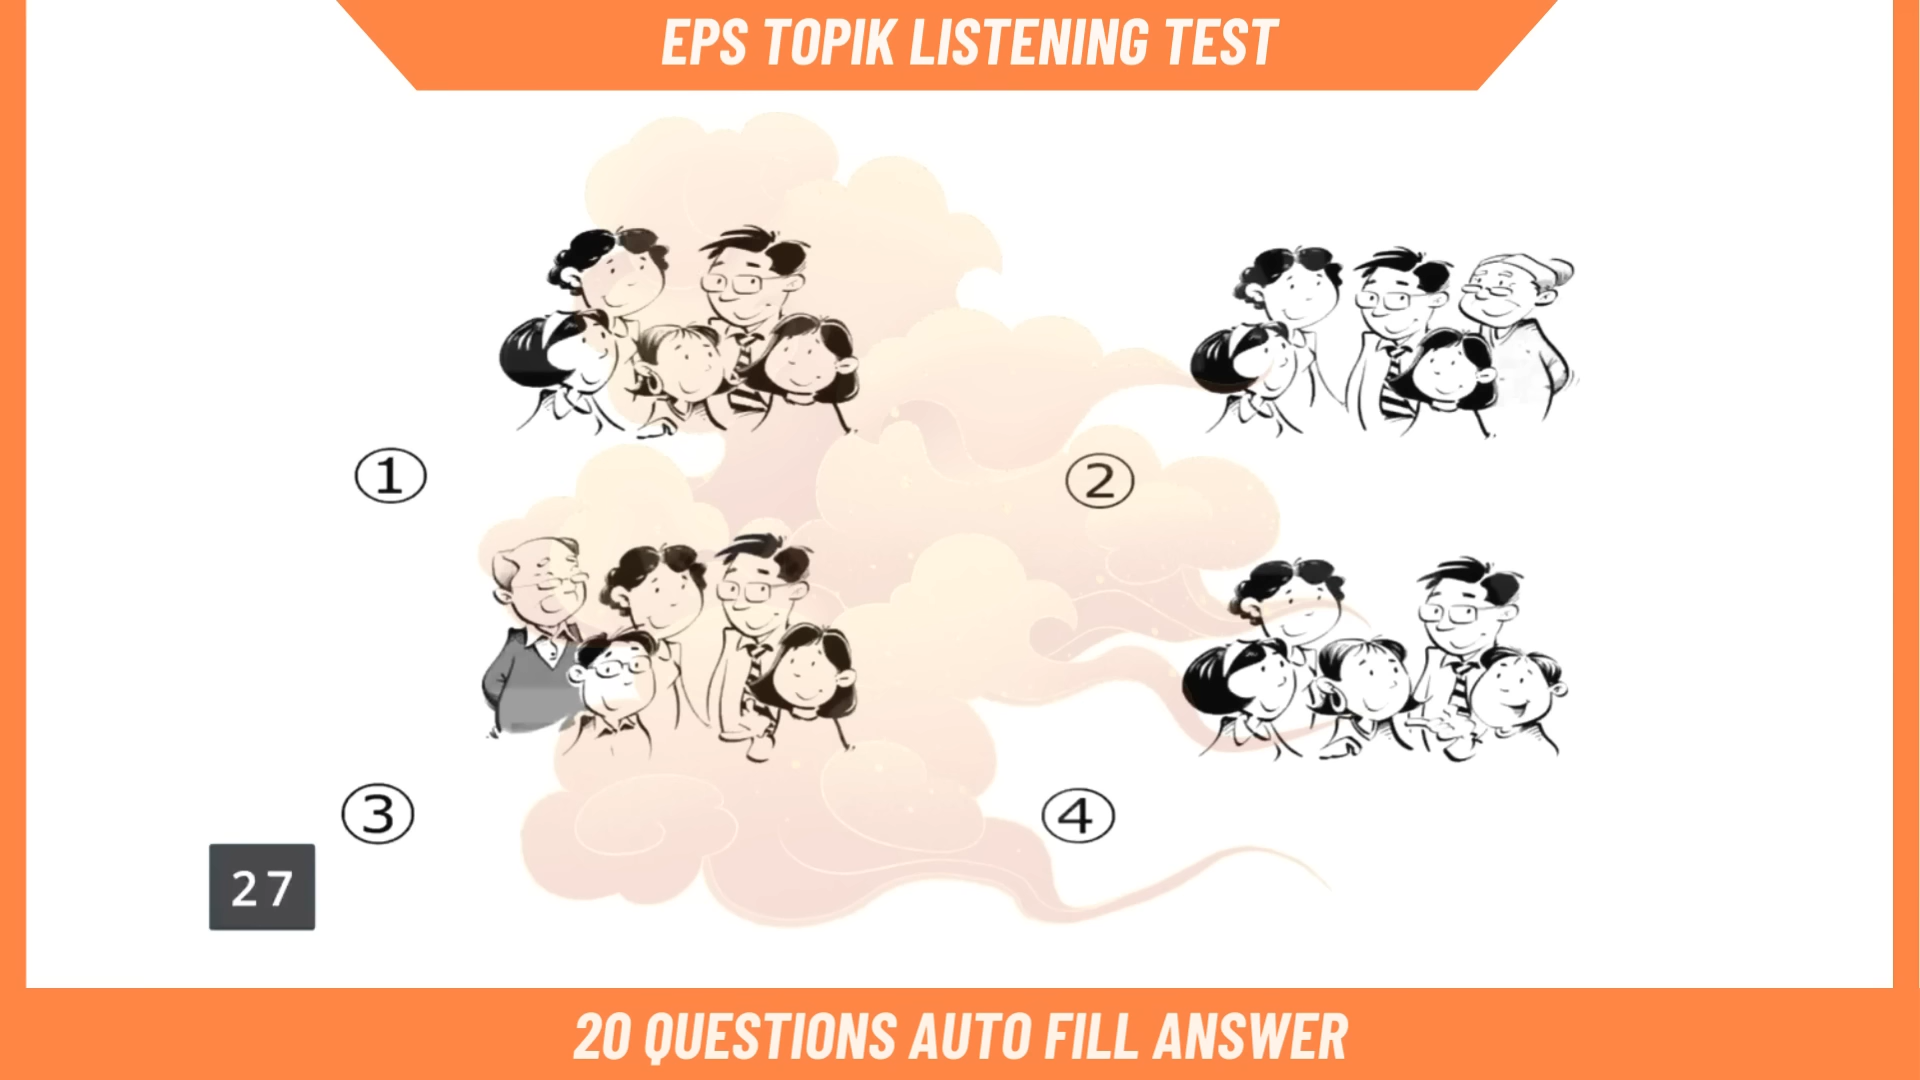 EPS TOPIK LISTENING TEST
①
②
③
④
27
20 QUESTIONS AUTO FILL ANSWER